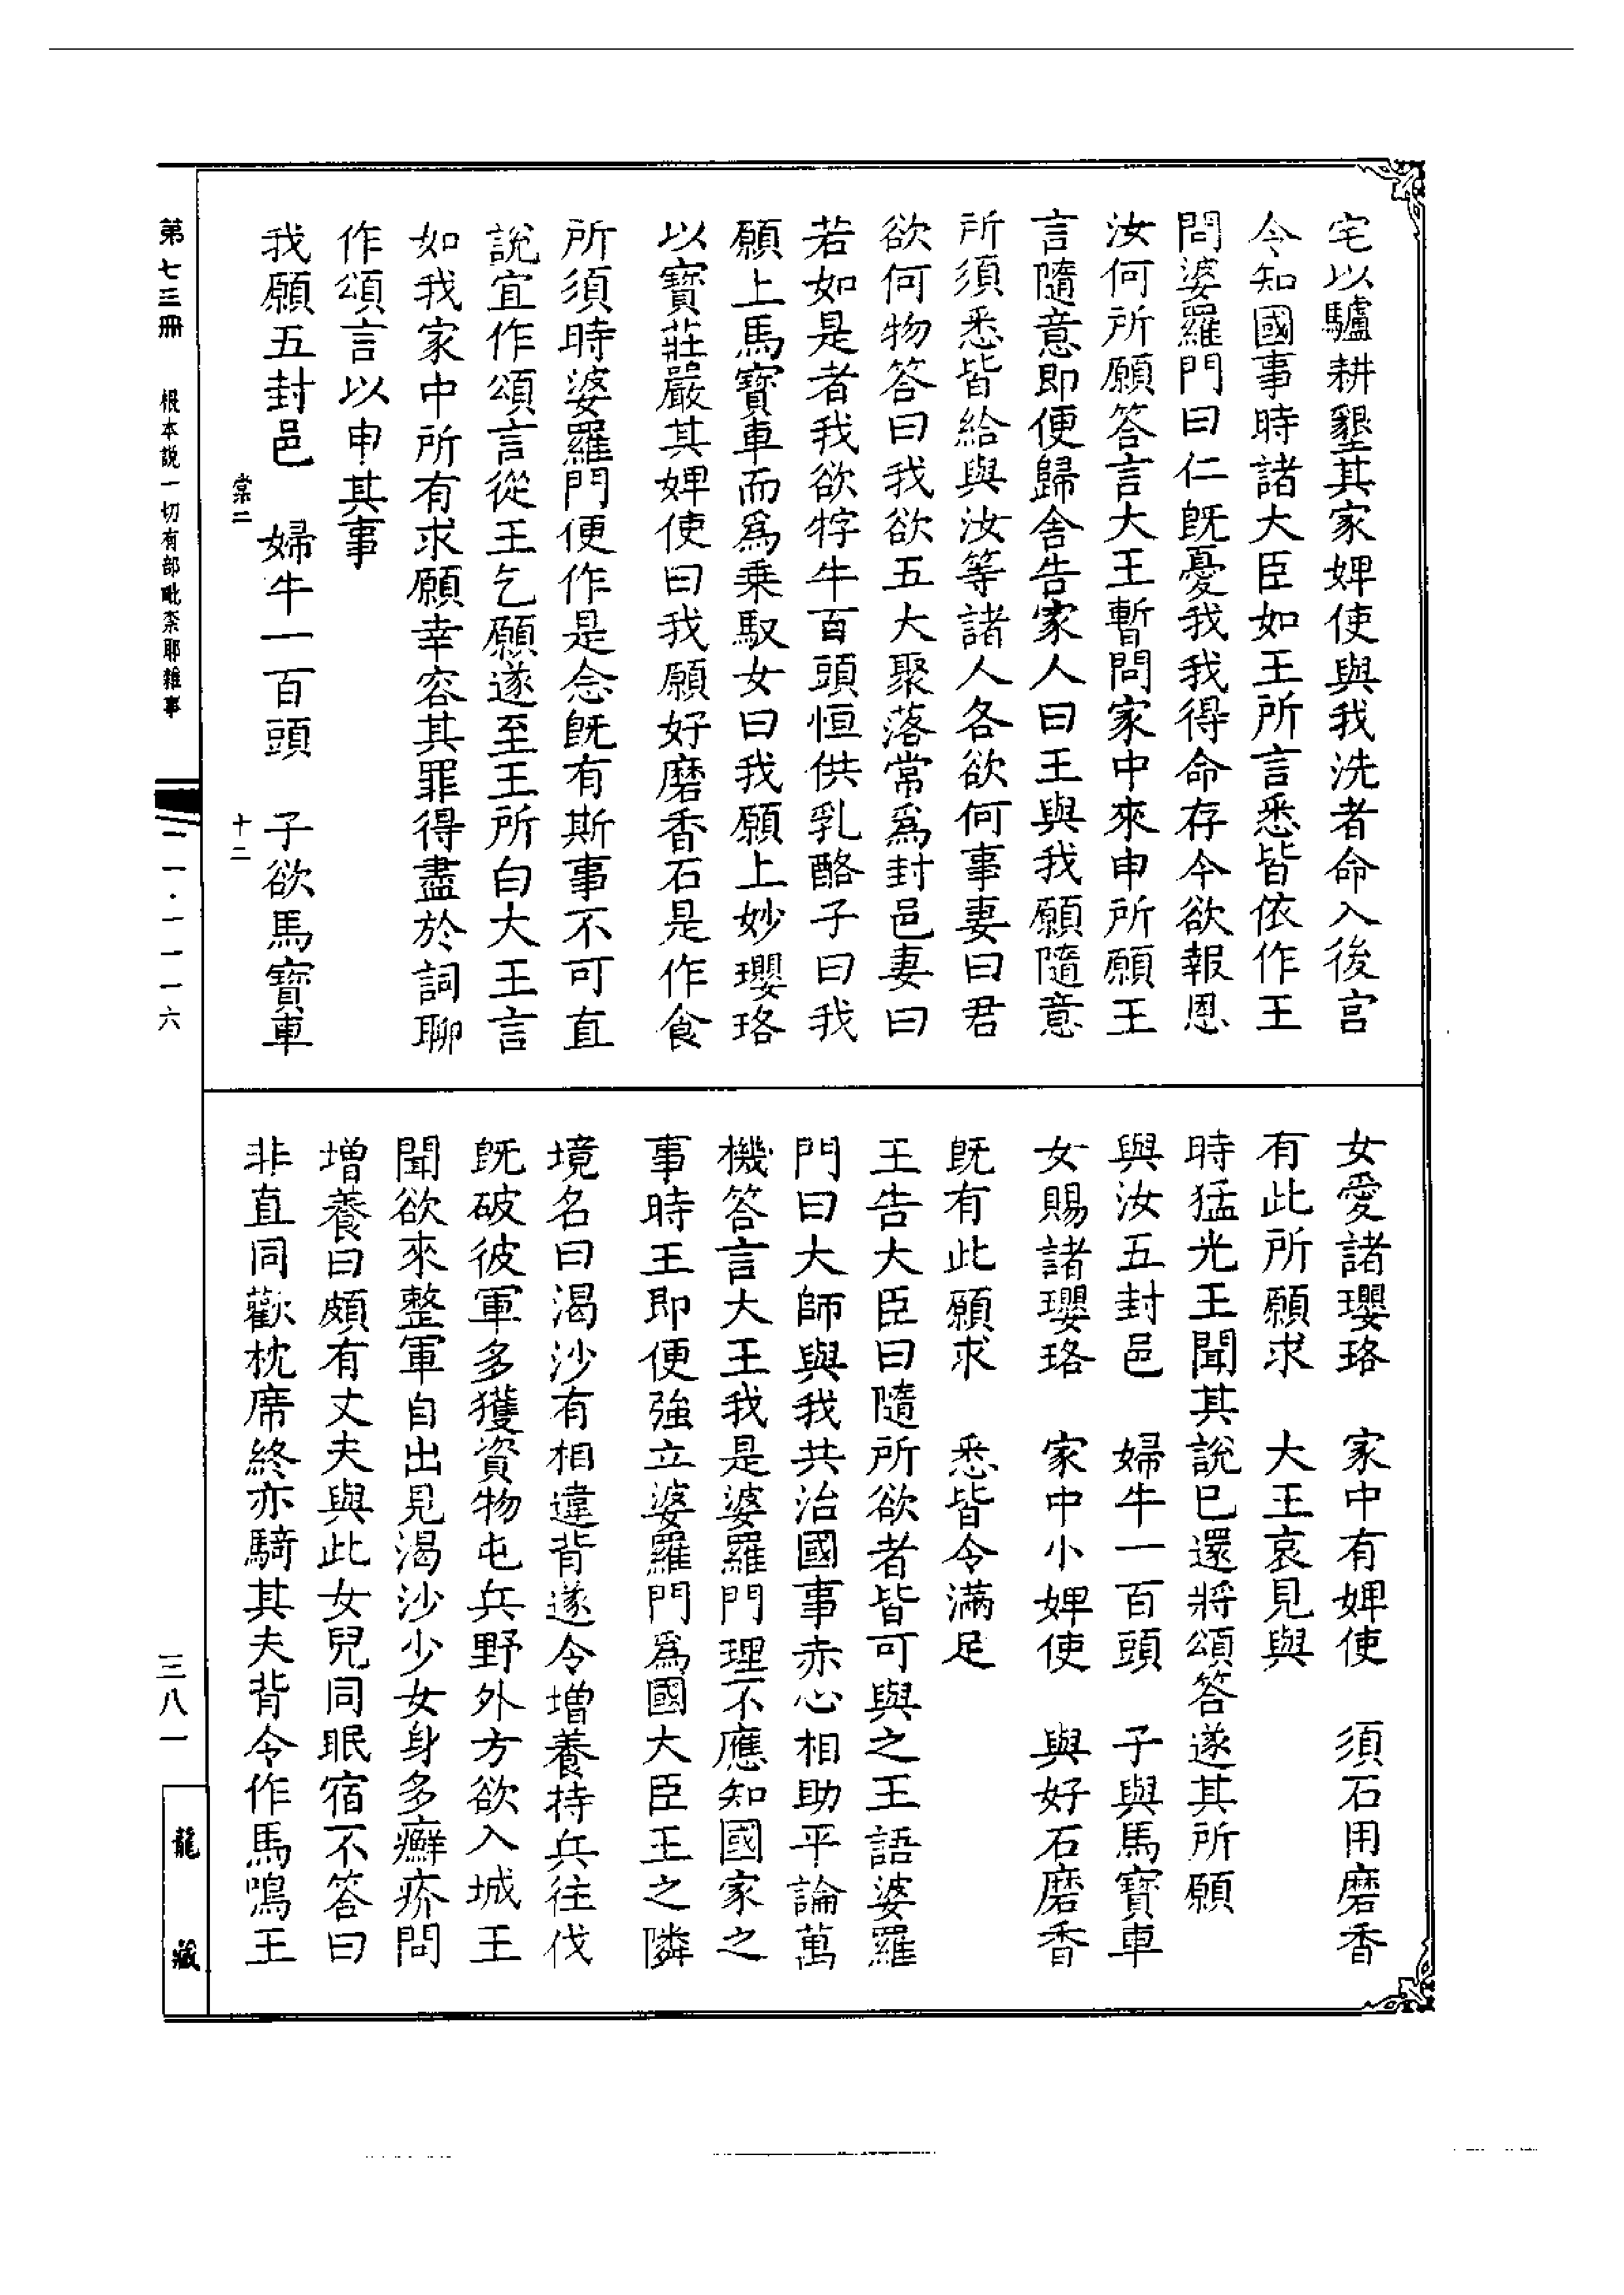 宅以驢耕墾其家婢使與我洗者命入後宮
今知國事時諸大臣如王所言悉皆依作王
問婆羅門曰仁既憂我我得命存今欲報恩
汝何所願答言大王暫問家中來申所願王
言隨意即便歸舍告家人曰王與我願隨意
所須悉皆給與汝等諸人各欲何事妻曰君
欲何物答曰我欲五大聚落常為封邑妻曰
若如是者我欲牸牛百頭恒供乳酪子曰我
願上馬寶車而為乘馭女曰我願上妙瓔珞
以寶莊嚴其婢使曰我願好磨香石是作食
所須時婆羅門便作是念既有斯事不可直
說宜作頌言從王乞願遂至王所白大王言
如我家中所有求願幸容其罪得盡於詞聊
作頌言以申其事
我願五封邑　婦牛一百頭　子欲馬寶車
棠二　十二
女愛諸瓔珞　家中有婢使　須石用磨香
有此所願求　大王哀見與
時猛光王聞其說已還將頌答遂其所願
與汝五封邑　婦牛一百頭　子與馬寶車
女賜諸瓔珞　家中小婢使　與好石磨香
既有此願求　悉皆令滿足
王告大臣曰隨所欲者皆可與之王語婆羅
門曰大師與我共治國事赤心相助平論萬
機答言大王我是婆羅門理不應知國家之
事時王即便強立婆羅門為國大臣王之隣
境名曰渴沙有相違背遂令增養持兵往伐
既破彼軍多獲資物屯兵野外方欲入城王
聞欲來整軍自出見渴沙少女身多癬疥問
增養曰頗有丈夫與此女兒同眠宿不答曰
非直同歡枕席終亦騎其夫背令作馬鳴王
第七三冊　根本説一切有部毗柰耶雜事
二一·一一一六
三八一
龍藏